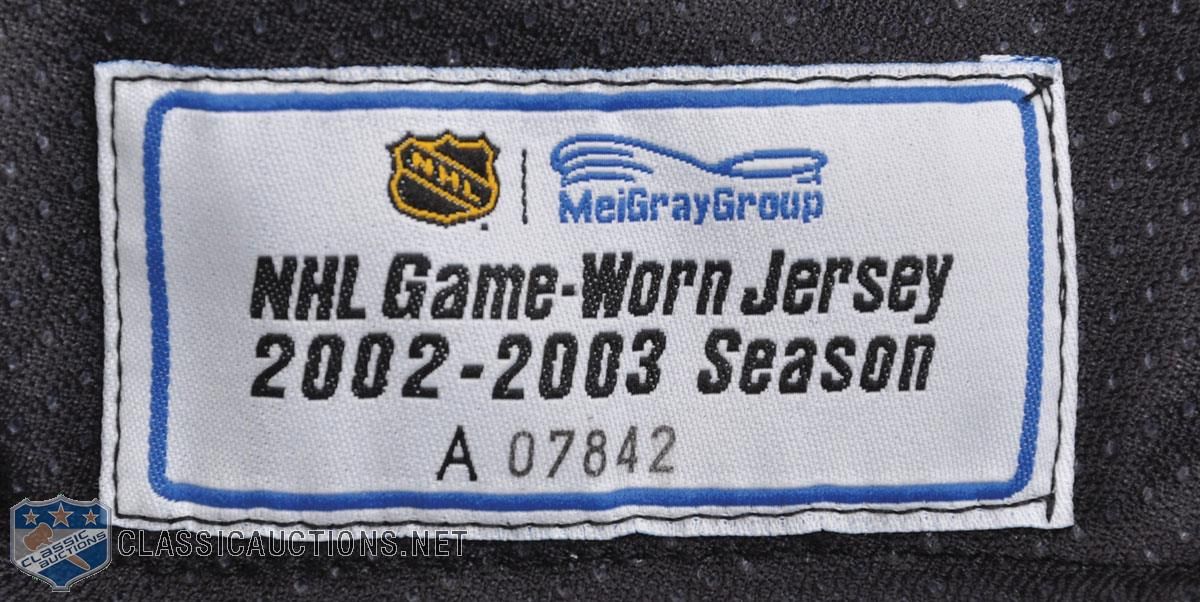 NHL
MeiGrayGroup
NHL Game-Worn Jersey
2002-2003 Season
A 07842
CLASSIC
AUCTIONS
CLASSICAUCTIONS.NET